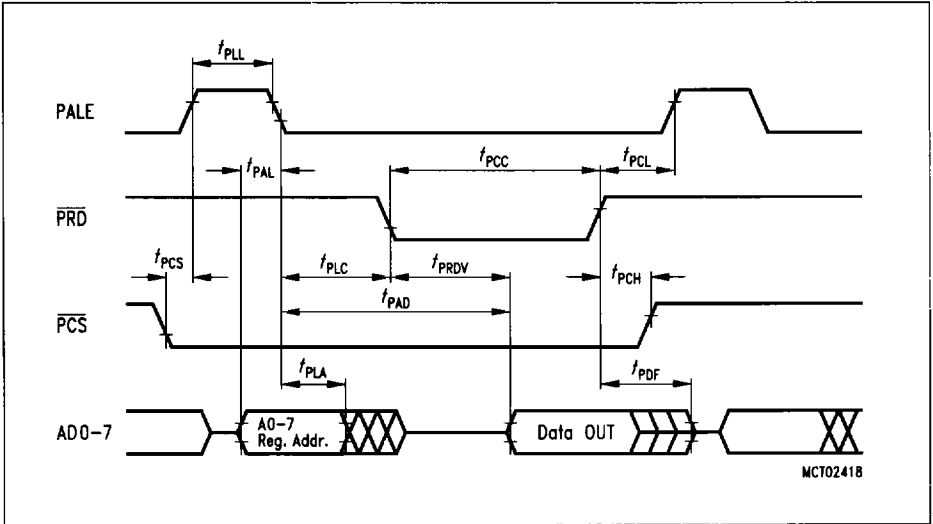 tPLL
PALE
tPAL
tPCC
tPCL
PRD
tPCS
tPLC
tPRDV
tPCH
tPAD
PCS
tPLA
tPDF
AD0-7
A0-7
Reg. Addr.
Data OUT
MCT02418